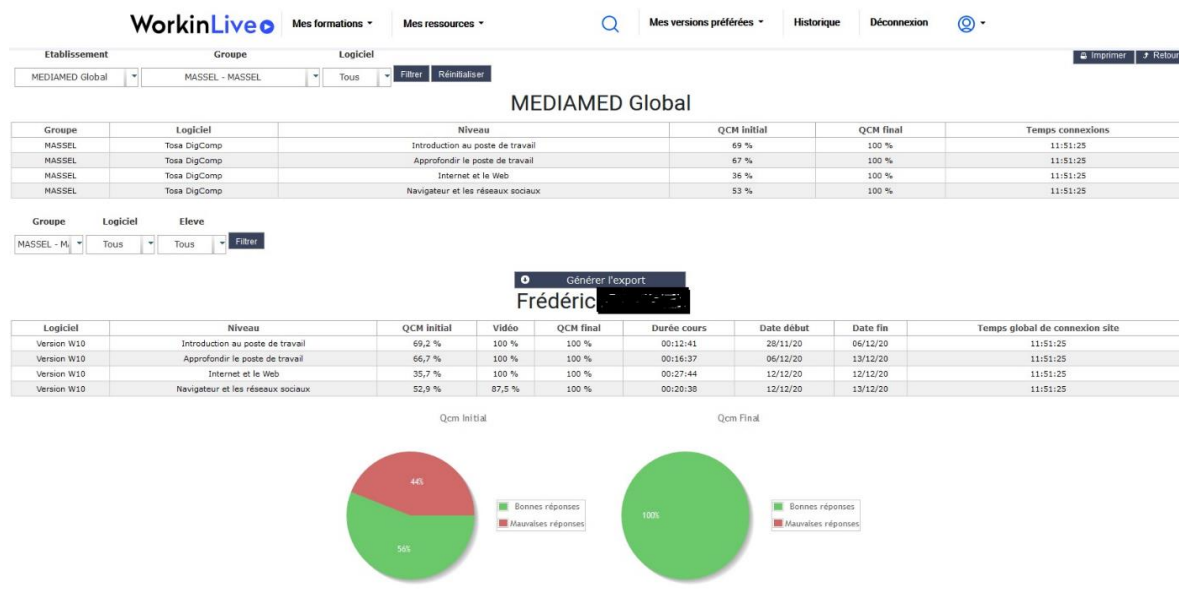 WorkinLive Mes formations Mes ressources Mes versions préférées Historique Déconnexion
Etablissement Groupe Logiciel Imprimer Retour
MEDIAMED Global MASSEL - MASSEL Tous Filtrer Réinitialiser
MEDIAMED Global
Groupe Logiciel Niveau QCM initial QCM final Temps connexions
MASSEL Tosa DigComp Introduction au poste de travail 69 % 100 % 11:51:25
MASSEL Tosa DigComp Approfondir le poste de travail 67 % 100 % 11:51:25
MASSEL Tosa DigComp Internet et le Web 36 % 100 % 11:51:25
MASSEL Tosa DigComp Navigateur et les réseaux sociaux 53 % 100 % 11:51:25
Groupe Logiciel Eleve
MASSEL - MA Tous Tous Filtrer
Générer l'export
Frédéric
Logiciel Niveau QCM initial Vidéo QCM final Durée cours Date début Date fin Temps global de connexion site
Version W10 Introduction au poste de travail 69,2 % 100 % 100 % 00:12:41 28/11/20 06/12/20 11:51:25
Version W10 Approfondir le poste de travail 66,7 % 100 % 100 % 00:16:37 06/12/20 13/12/20 11:51:25
Version W10 Internet et le Web 35,7 % 100 % 100 % 00:27:44 12/12/20 12/12/20 11:51:25
Version W10 Navigateur et les réseaux sociaux 52,9 % 87,5 % 100 % 00:20:38 12/12/20 13/12/20 11:51:25
Qcm Initial Qcm Final
44%
Bonnes réponses 100% Bonnes réponses
Mauvaises réponses Mauvaises réponses
56%